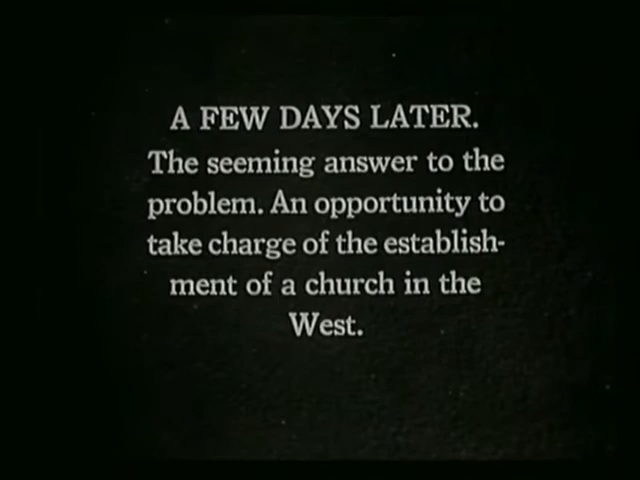 A FEW DAYS LATER.
The seeming answer to the
problem. An opportunity to
take charge of the establish-
ment of a church in the
West.